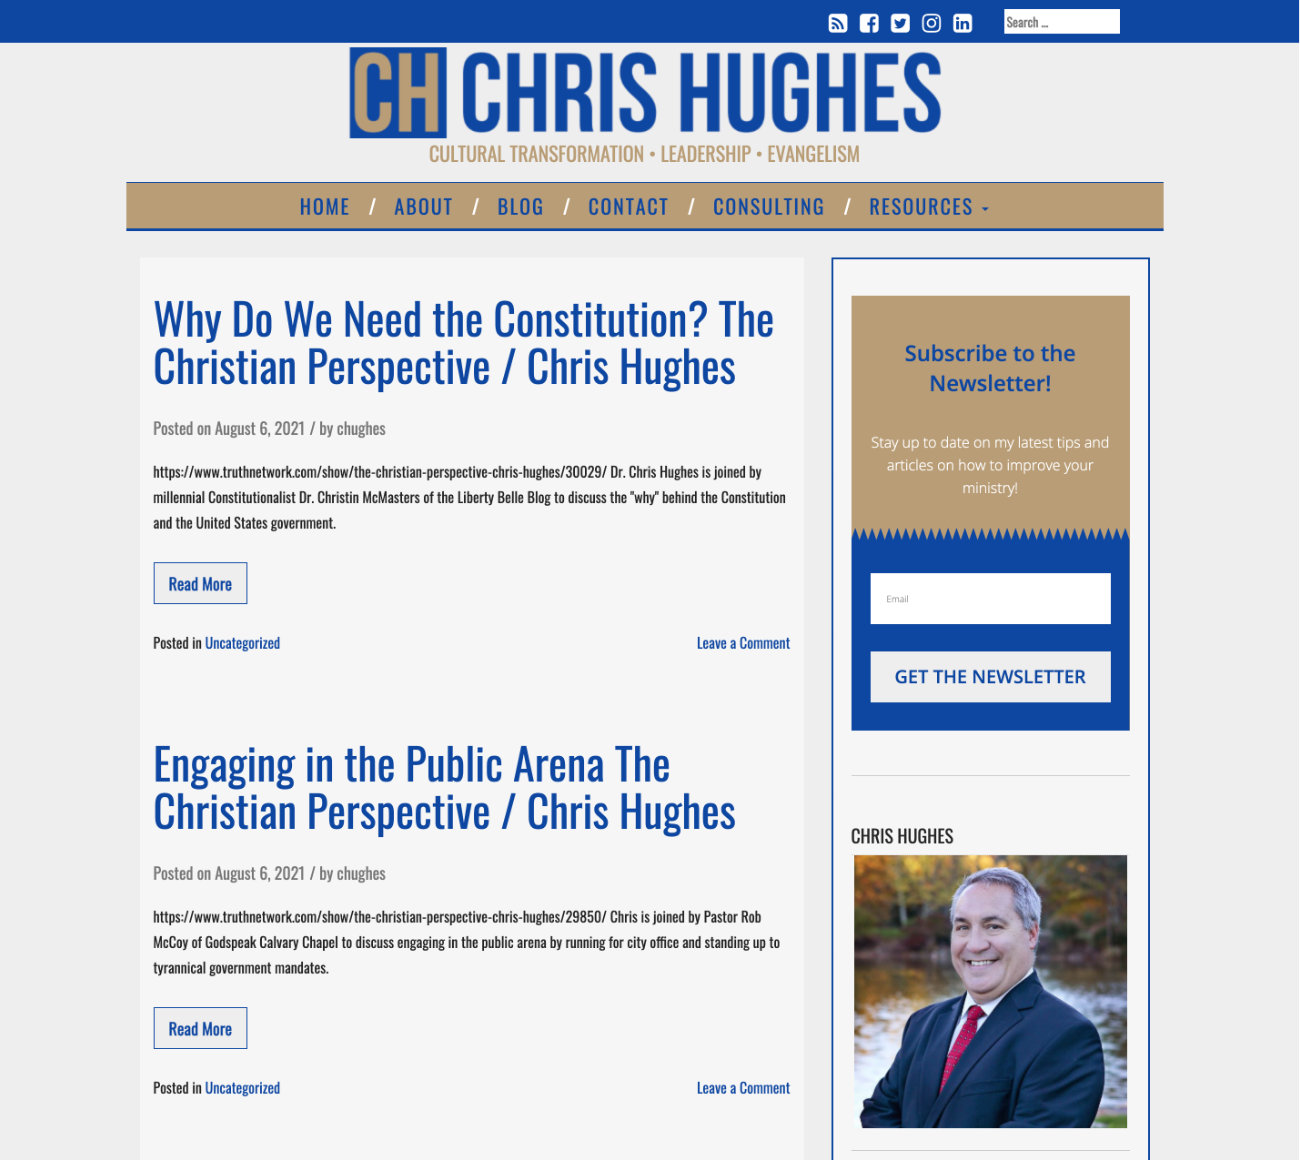 Search ...
CH CHRIS HUGHES
CULTURAL TRANSFORMATION • LEADERSHIP • EVANGELISM
HOME / ABOUT / BLOG / CONTACT / CONSULTING / RESOURCES
Why Do We Need the Constitution? The
Christian Perspective / Chris Hughes
Posted on August 6, 2021 / by chughes
https://www.truthnetwork.com/show/the-christian-perspective-chris-hughes/30029/ Dr. Chris Hughes is joined by
millennial Constitutionalist Dr. Christin McMasters of the Liberty Belle Blog to discuss the "why" behind the Constitution
and the United States government.
Read More
Posted in Uncategorized
Leave a Comment
Engaging in the Public Arena The
Christian Perspective / Chris Hughes
Posted on August 6, 2021 / by chughes
https://www.truthnetwork.com/show/the-christian-perspective-chris-hughes/29850/ Chris is joined by Pastor Rob
McCoy of Godspeak Calvary Chapel to discuss engaging in the public arena by running for city office and standing up to
tyrannical government mandates.
Read More
Posted in Uncategorized
Leave a Comment
Subscribe to the
Newsletter!
Stay up to date on my latest tips and
articles on how to improve your
ministry!
Email
GET THE NEWSLETTER
CHRIS HUGHES